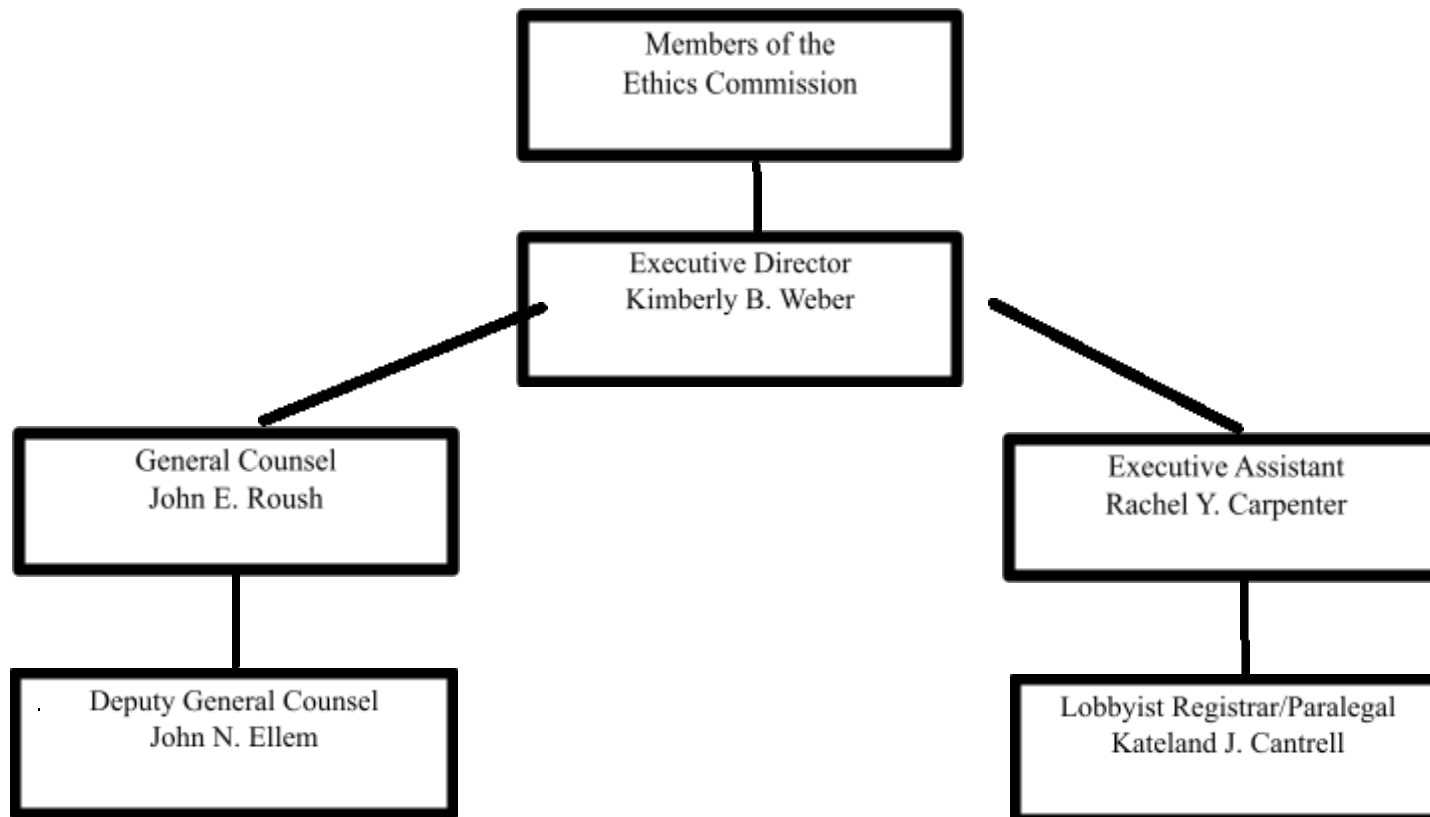 Members of the
Ethics Commission
Executive Director
Kimberly B. Weber
General Counsel
John E. Roush
Executive Assistant
Rachel Y. Carpenter
Deputy General Counsel
John N. Ellem
Lobbyist Registrar/Paralegal
Kateland J. Cantrell